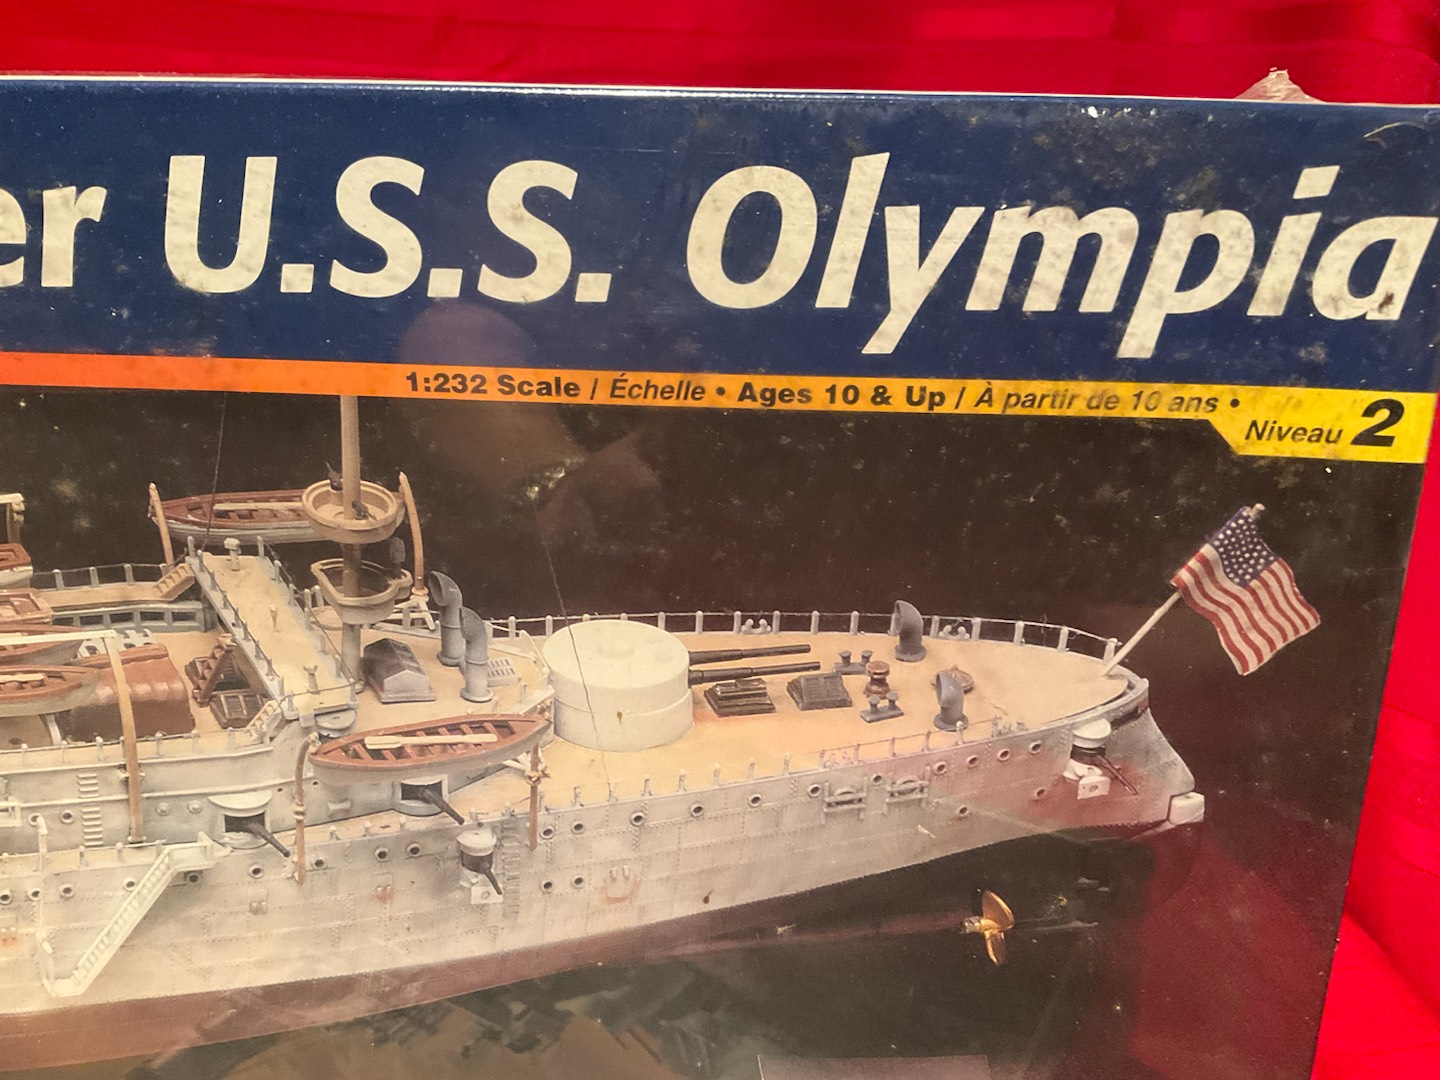 er U.S.S. Olympia
1:232 Scale / Échelle • Ages 10 & Up / À partir de 10 ans •
Niveau 2